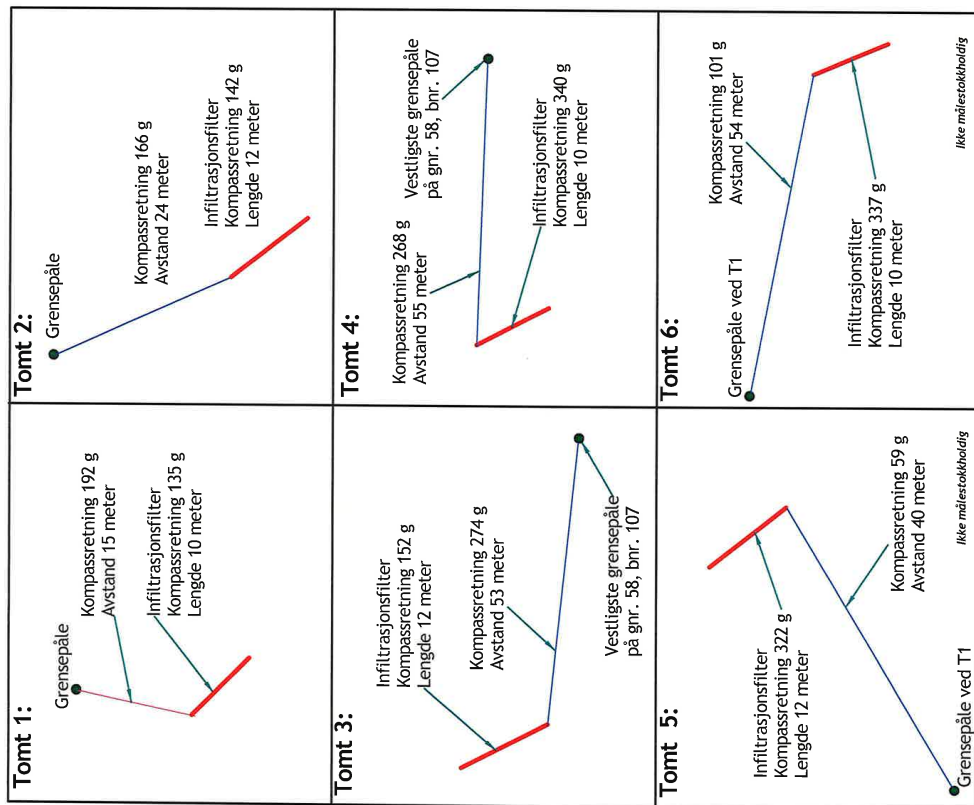 Tomt 1:
Grensepåle
Kompassretning 192 g
Avstand 15 meter
Infiltrasjonsfilter
Kompassretning 135 g
Lengde 10 meter
Tomt 2:
Grensepåle
Kompassretning 166 g
Avstand 24 meter
Infiltrasjonsfilter
Kompassretning 142 g
Lengde 12 meter
Tomt 3:
Infiltrasjonsfilter
Kompassretning 152 g
Lengde 12 meter
Kompassretning 274 g
Avstand 53 meter
Vestligste grensepåle
på gnr. 58, bnr. 107
Tomt 4:
Kompassretning 268 g
Avstand 55 meter
Vestligste grensepåle
på gnr. 58, bnr. 107
Infiltrasjonsfilter
Kompassretning 340 g
Lengde 10 meter
Tomt 5:
Infiltrasjonsfilter
Kompassretning 322 g
Lengde 12 meter
Kompassretning 59 g
Avstand 40 meter
Grensepåle ved T1
Ikke målestokkholdig
Tomt 6:
Grensepåle ved T1
Kompassretning 101 g
Avstand 54 meter
Infiltrasjonsfilter
Kompassretning 337 g
Lengde 10 meter
Ikke målestokkholdig